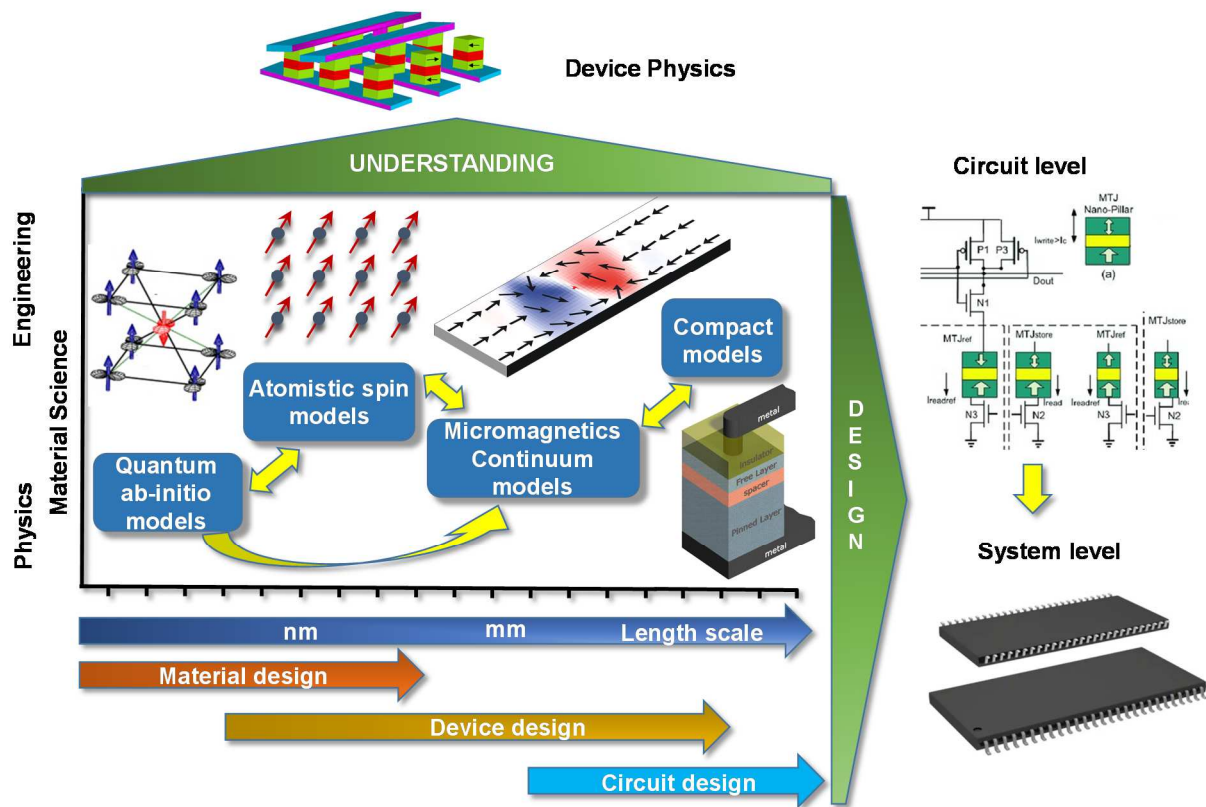 Device Physics
UNDERSTANDING
Engineering
Material Science
Physics
Quantum
ab-initio
models
Atomistic spin
models
Micromagnetics
Continuum
models
Compact
models
metal
insulator
Free Layer
spacer
Pinned Layer
metal
nm
mm
Length scale
Material design
Device design
Circuit design
DESIGN
Circuit level
MTJ
Nano-Pillar
Iwrite>Ic
(a)
P1
P3
Dout
N1
MTJref
MTJstore
MTJref
MTJstore
Ireadref
Iread
Ireadref
N3
N2
N3
N2
System level